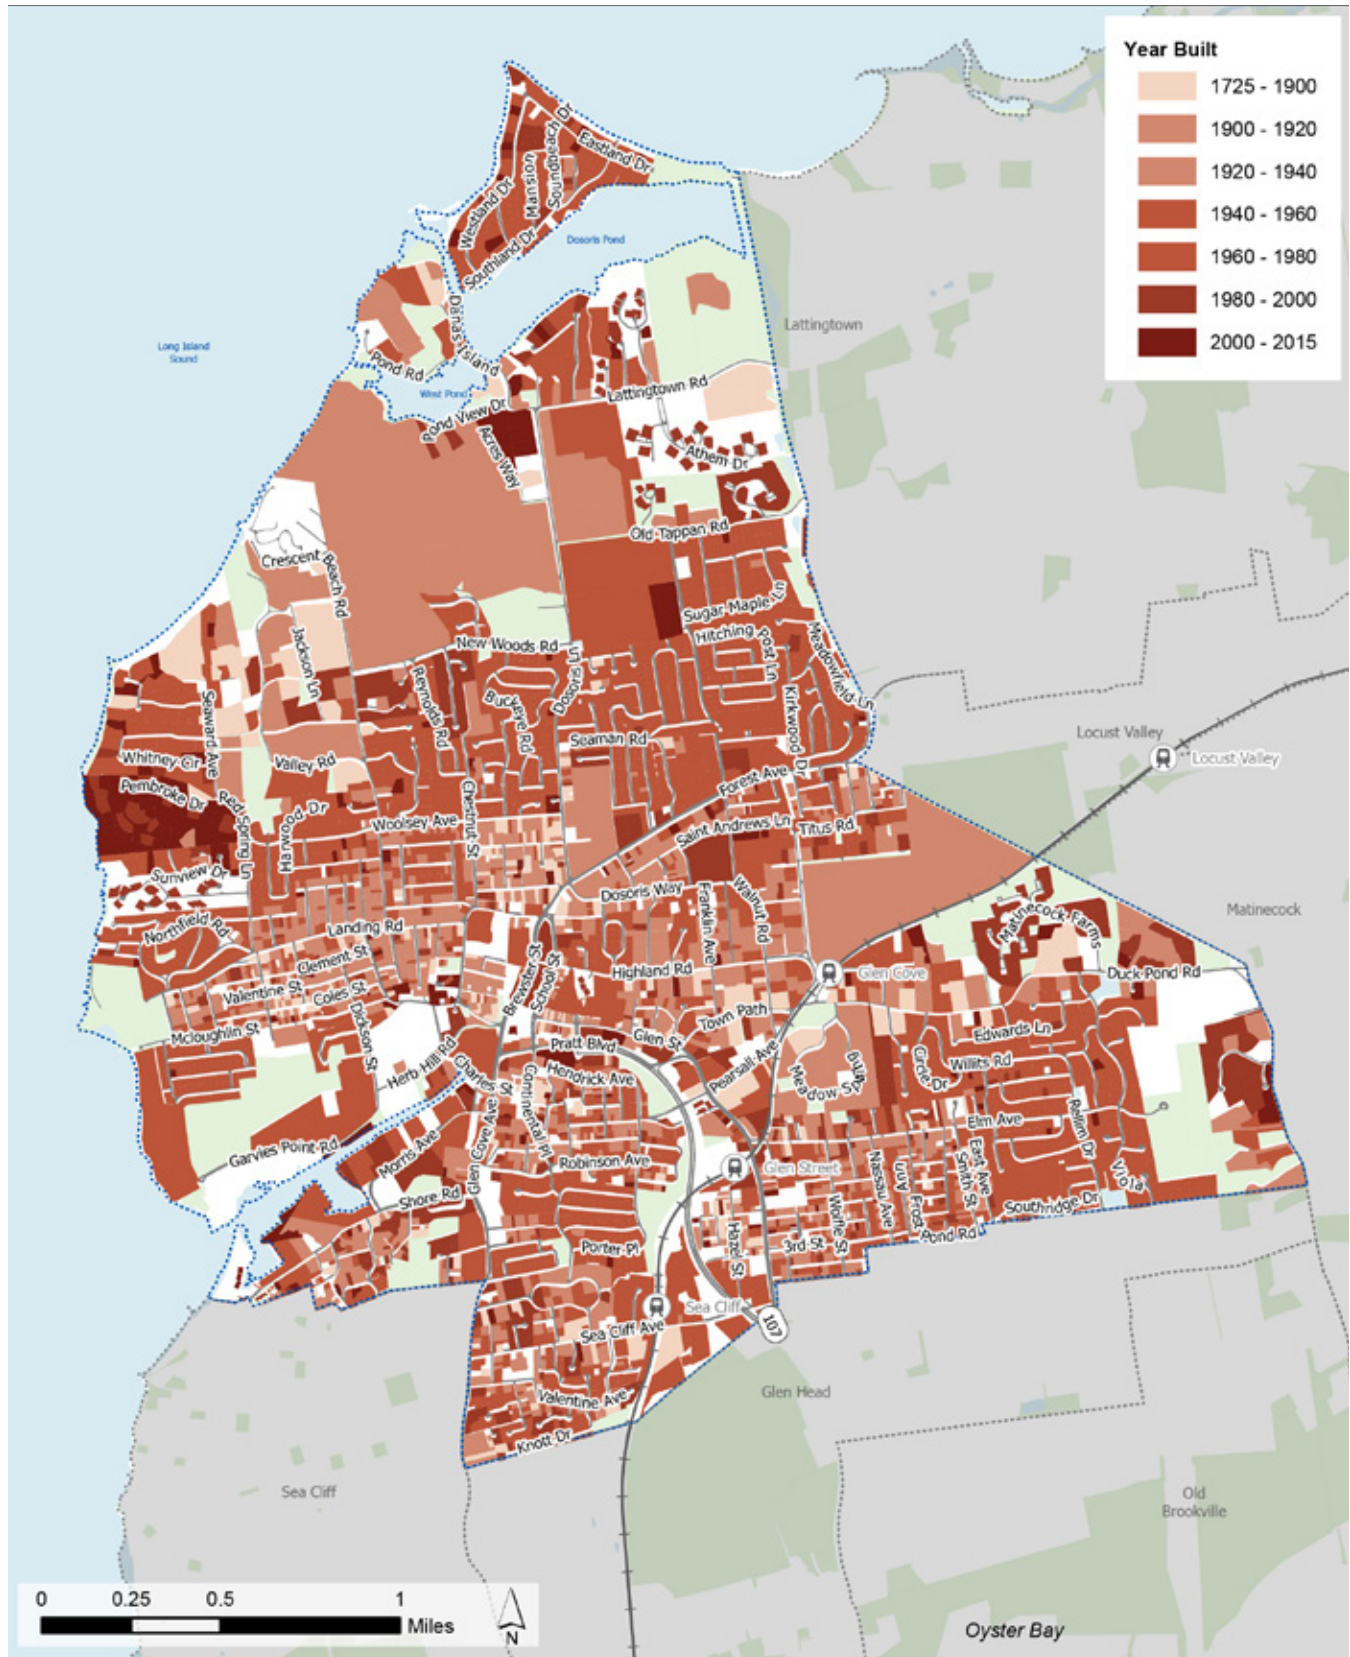 Year Built
1725 - 1900
1900 - 1920
1920 - 1940
1940 - 1960
1960 - 1980
1980 - 2000
2000 - 2015
Eastland Dr
Soundbeach Dr
Mansion
Westland Dr
Southland Dr
Dosoris Pond
Danas Island
Lattingtown
Long Island
Sound
Pond Rd
West Pond
Lattingtown Rd
Pond View Dr
Acres Way
Athem Dr
Old Tappan Rd
Crescent Beach Rd
Sugar Maple Ln
Hitching Post Ln
Meadowfield Ln
New Woods Rd
Jackson Ln
Dosoris Ln
Reynolds Rd
Buckeye Rd
Kirkwood Dr
Seaward Ave
Seaman Rd
Locust Valley
Locust Valley
Whitney Cir
Valley Rd
Forest Ave
Pembroke Dr
Red Spring Ln
Harwood Dr
Woolsey Ave
Chestnut St
Saint Andrews Ln
Titus Rd
Sunview Dr
Dosoris Way
Franklin Ave
Walnut Rd
Matinecock Farms
Matinecock
Northfield Rd
Landing Rd
Clement St
Brewster St
School St
Highland Rd
Glen Cove
Duck Pond Rd
Valentine St
Coles St
Dickson St
Town Path
Mcloughlin St
Glen St
Edwards Ln
Pratt Blvd
Herb Hill Rd
Charles St
Hendrick Ave
Pearsall Ave
Meadow
Circle Dr
Willits Rd
Continental Pl
Elm Ave
Rellim Dr
Garvies Point Rd
Morris Ave
Glen Cove Ave
Robinson Ave
Glen Street
Nassau Ave
Ann
Frost
Smith St
East Ave
Viola
Shore Rd
Wolfle St
Southridge Dr
Pond Rd
Porter Pl
Hazel St
3rd St
Sea Cliff
107
Sea Cliff Ave
Valentine Ave
Glen Head
Knott Dr
Sea Cliff
Old
Brookville
0 0.25 0.5 1
Miles
N
Oyster Bay